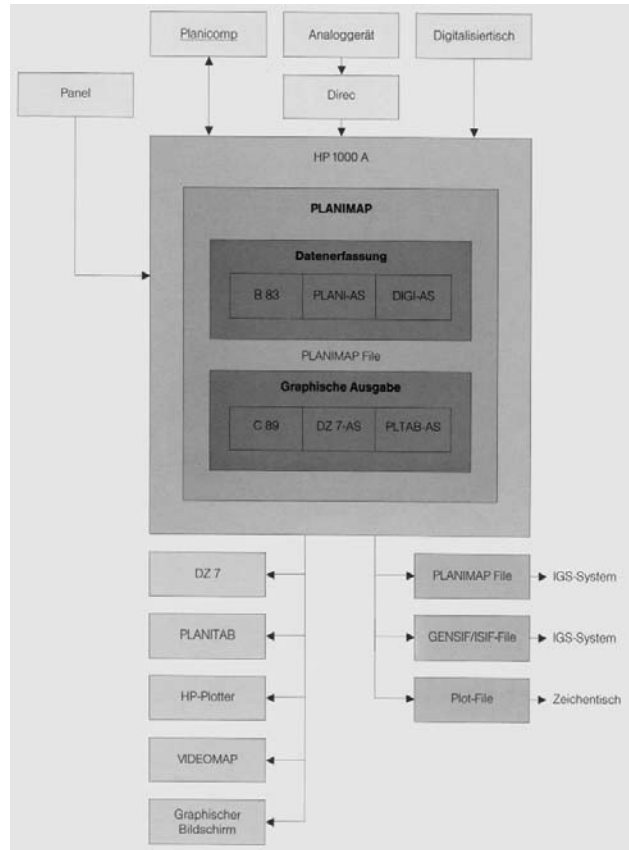 Planicomp
Analoggerät
Digitalisiertisch
Panel
Direc
HP 1000 A
PLANIMAP
Datenerfassung
B 83
PLANI-AS
DIGI-AS
PLANIMAP File
Graphische Ausgabe
C 89
DZ 7-AS
PLTAB-AS
DZ 7
PLANIMAP File
IGS-System
PLANITAB
GENSIF/ISIF-File
IGS-System
HP-Plotter
Plot-File
Zeichentisch
VIDEOMAP
Graphischer
Bildschirm